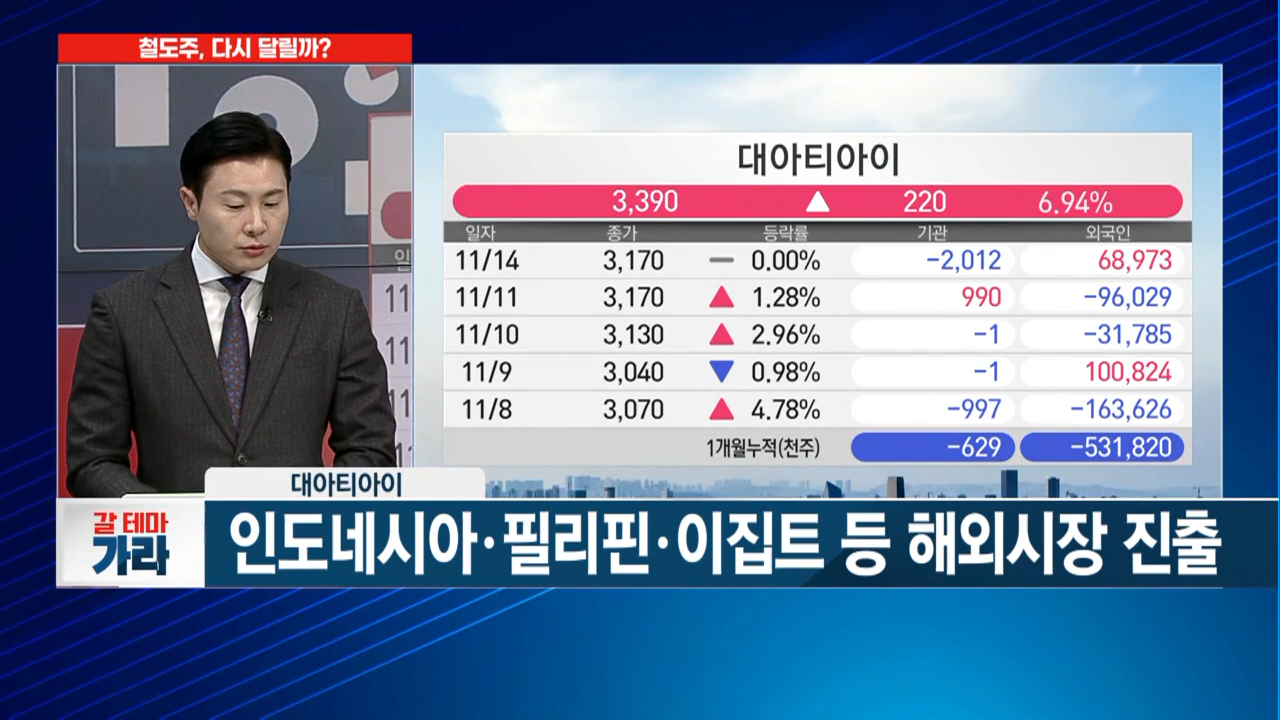 철도주, 다시 달릴까?
대아티아이
3,390 ▲ 220 6.94%
일자 종가 등락률 기관 외국인
11/14 3,170 － 0.00% -2,012 68,973
11/11 3,170 ▲ 1.28% 990 -96,029
11/10 3,130 ▲ 2.96% -1 -31,785
11/9 3,040 ▼ 0.98% -1 100,824
11/8 3,070 ▲ 4.78% -997 -163,626
1개월누적(천주) -629 -531,820
대아티아이
갈 테마
가라
인도네시아·필리핀·이집트 등 해외시장 진출